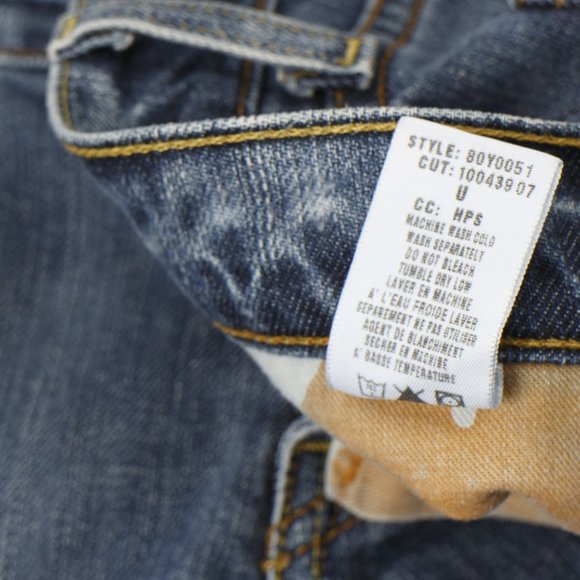 STYLE: 80Y0051
CUT: 10043907
U
CC: HPS
MACHINE WASH COLD
WASH SEPARATELY
DO NOT BLEACH
TUMBLE DRY LOW
LAVER EN MACHINE
A' L'EAU FROIDE LAVER
SEPAREMENT NE PAS UTILISER
AGENT DE BLANCHIMENT
SECHER EN MACHINE
A' BASSE TEMPERATURE